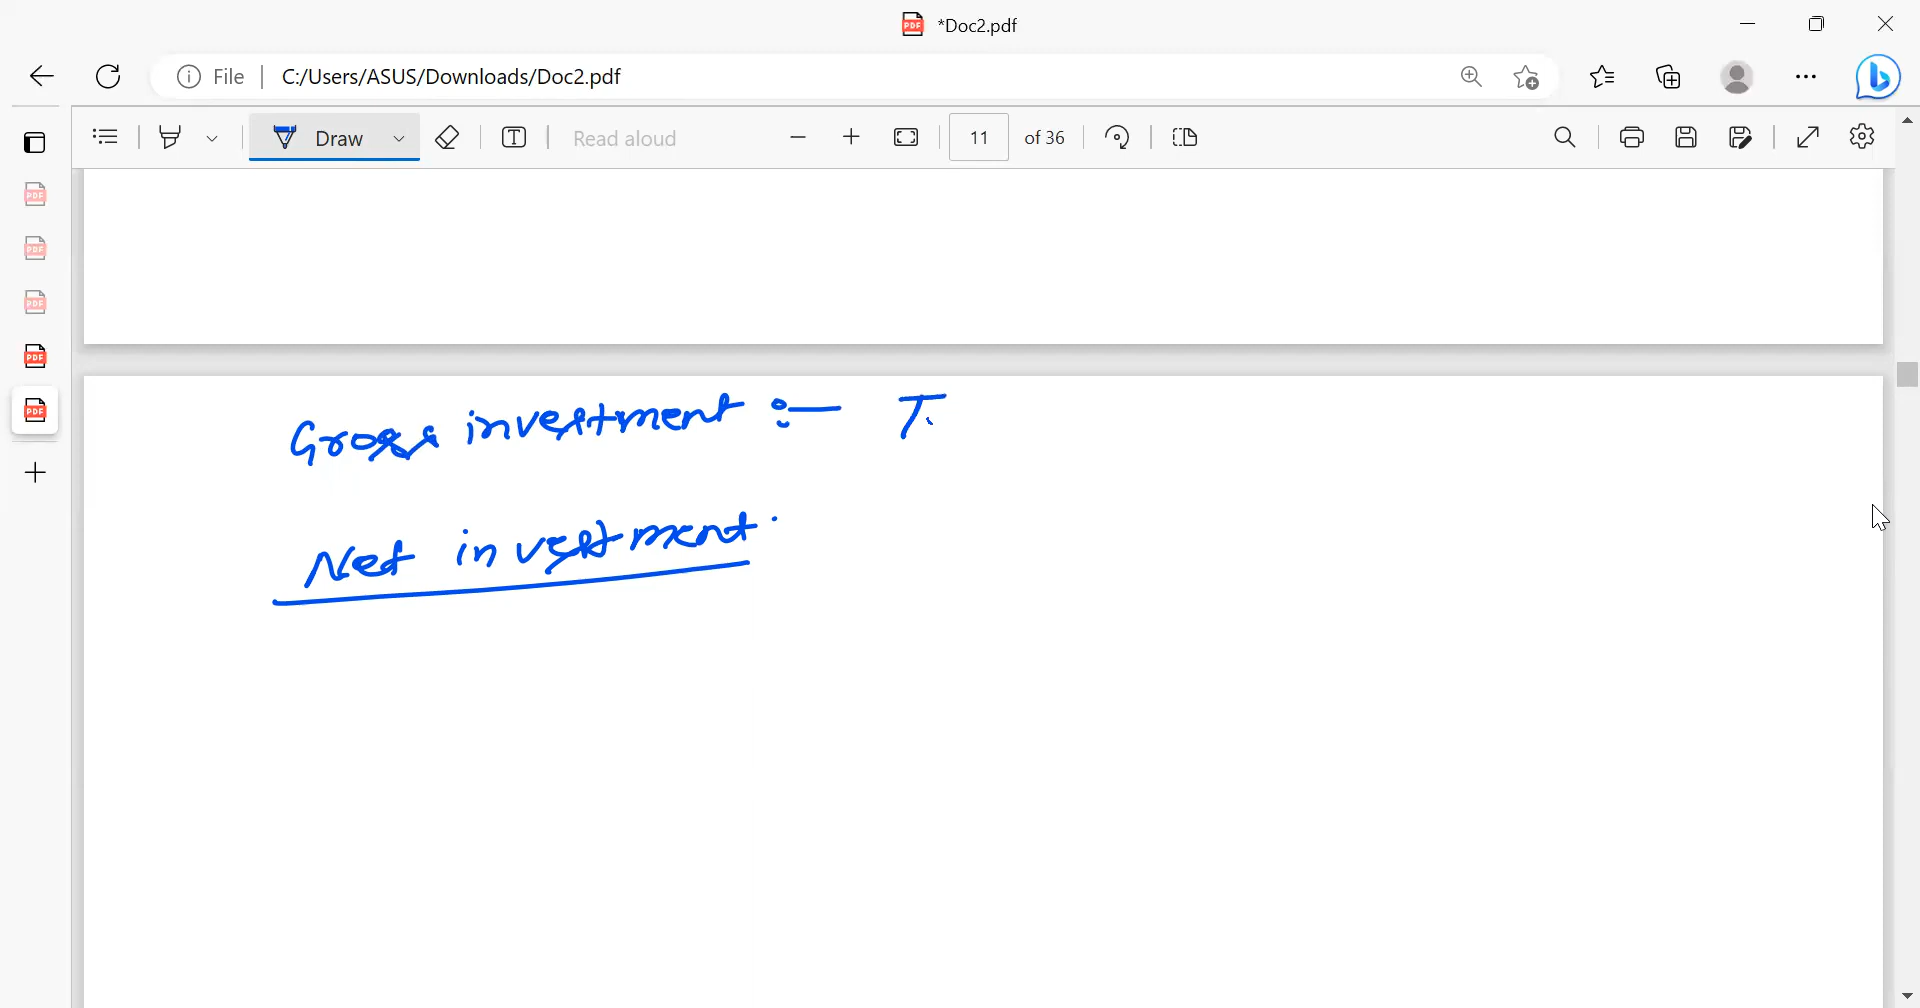 *Doc2.pdf
File C:/Users/ASUS/Downloads/Doc2.pdf
Draw Read aloud 11 of 36
Gross investment :— T
Net investment